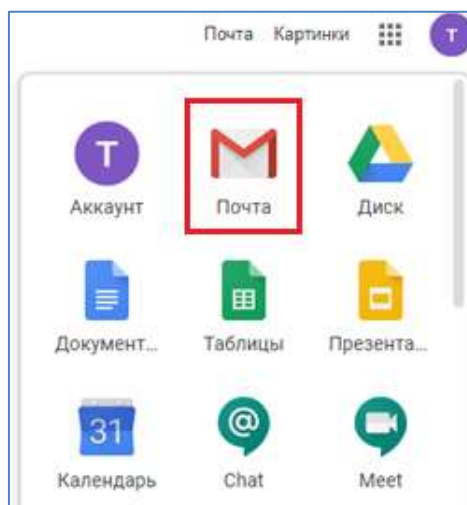 Почта Картинки T
T
Аккаунт Почта Диск
Документ... Таблицы Презента...
31 @
Календарь Chat Meet